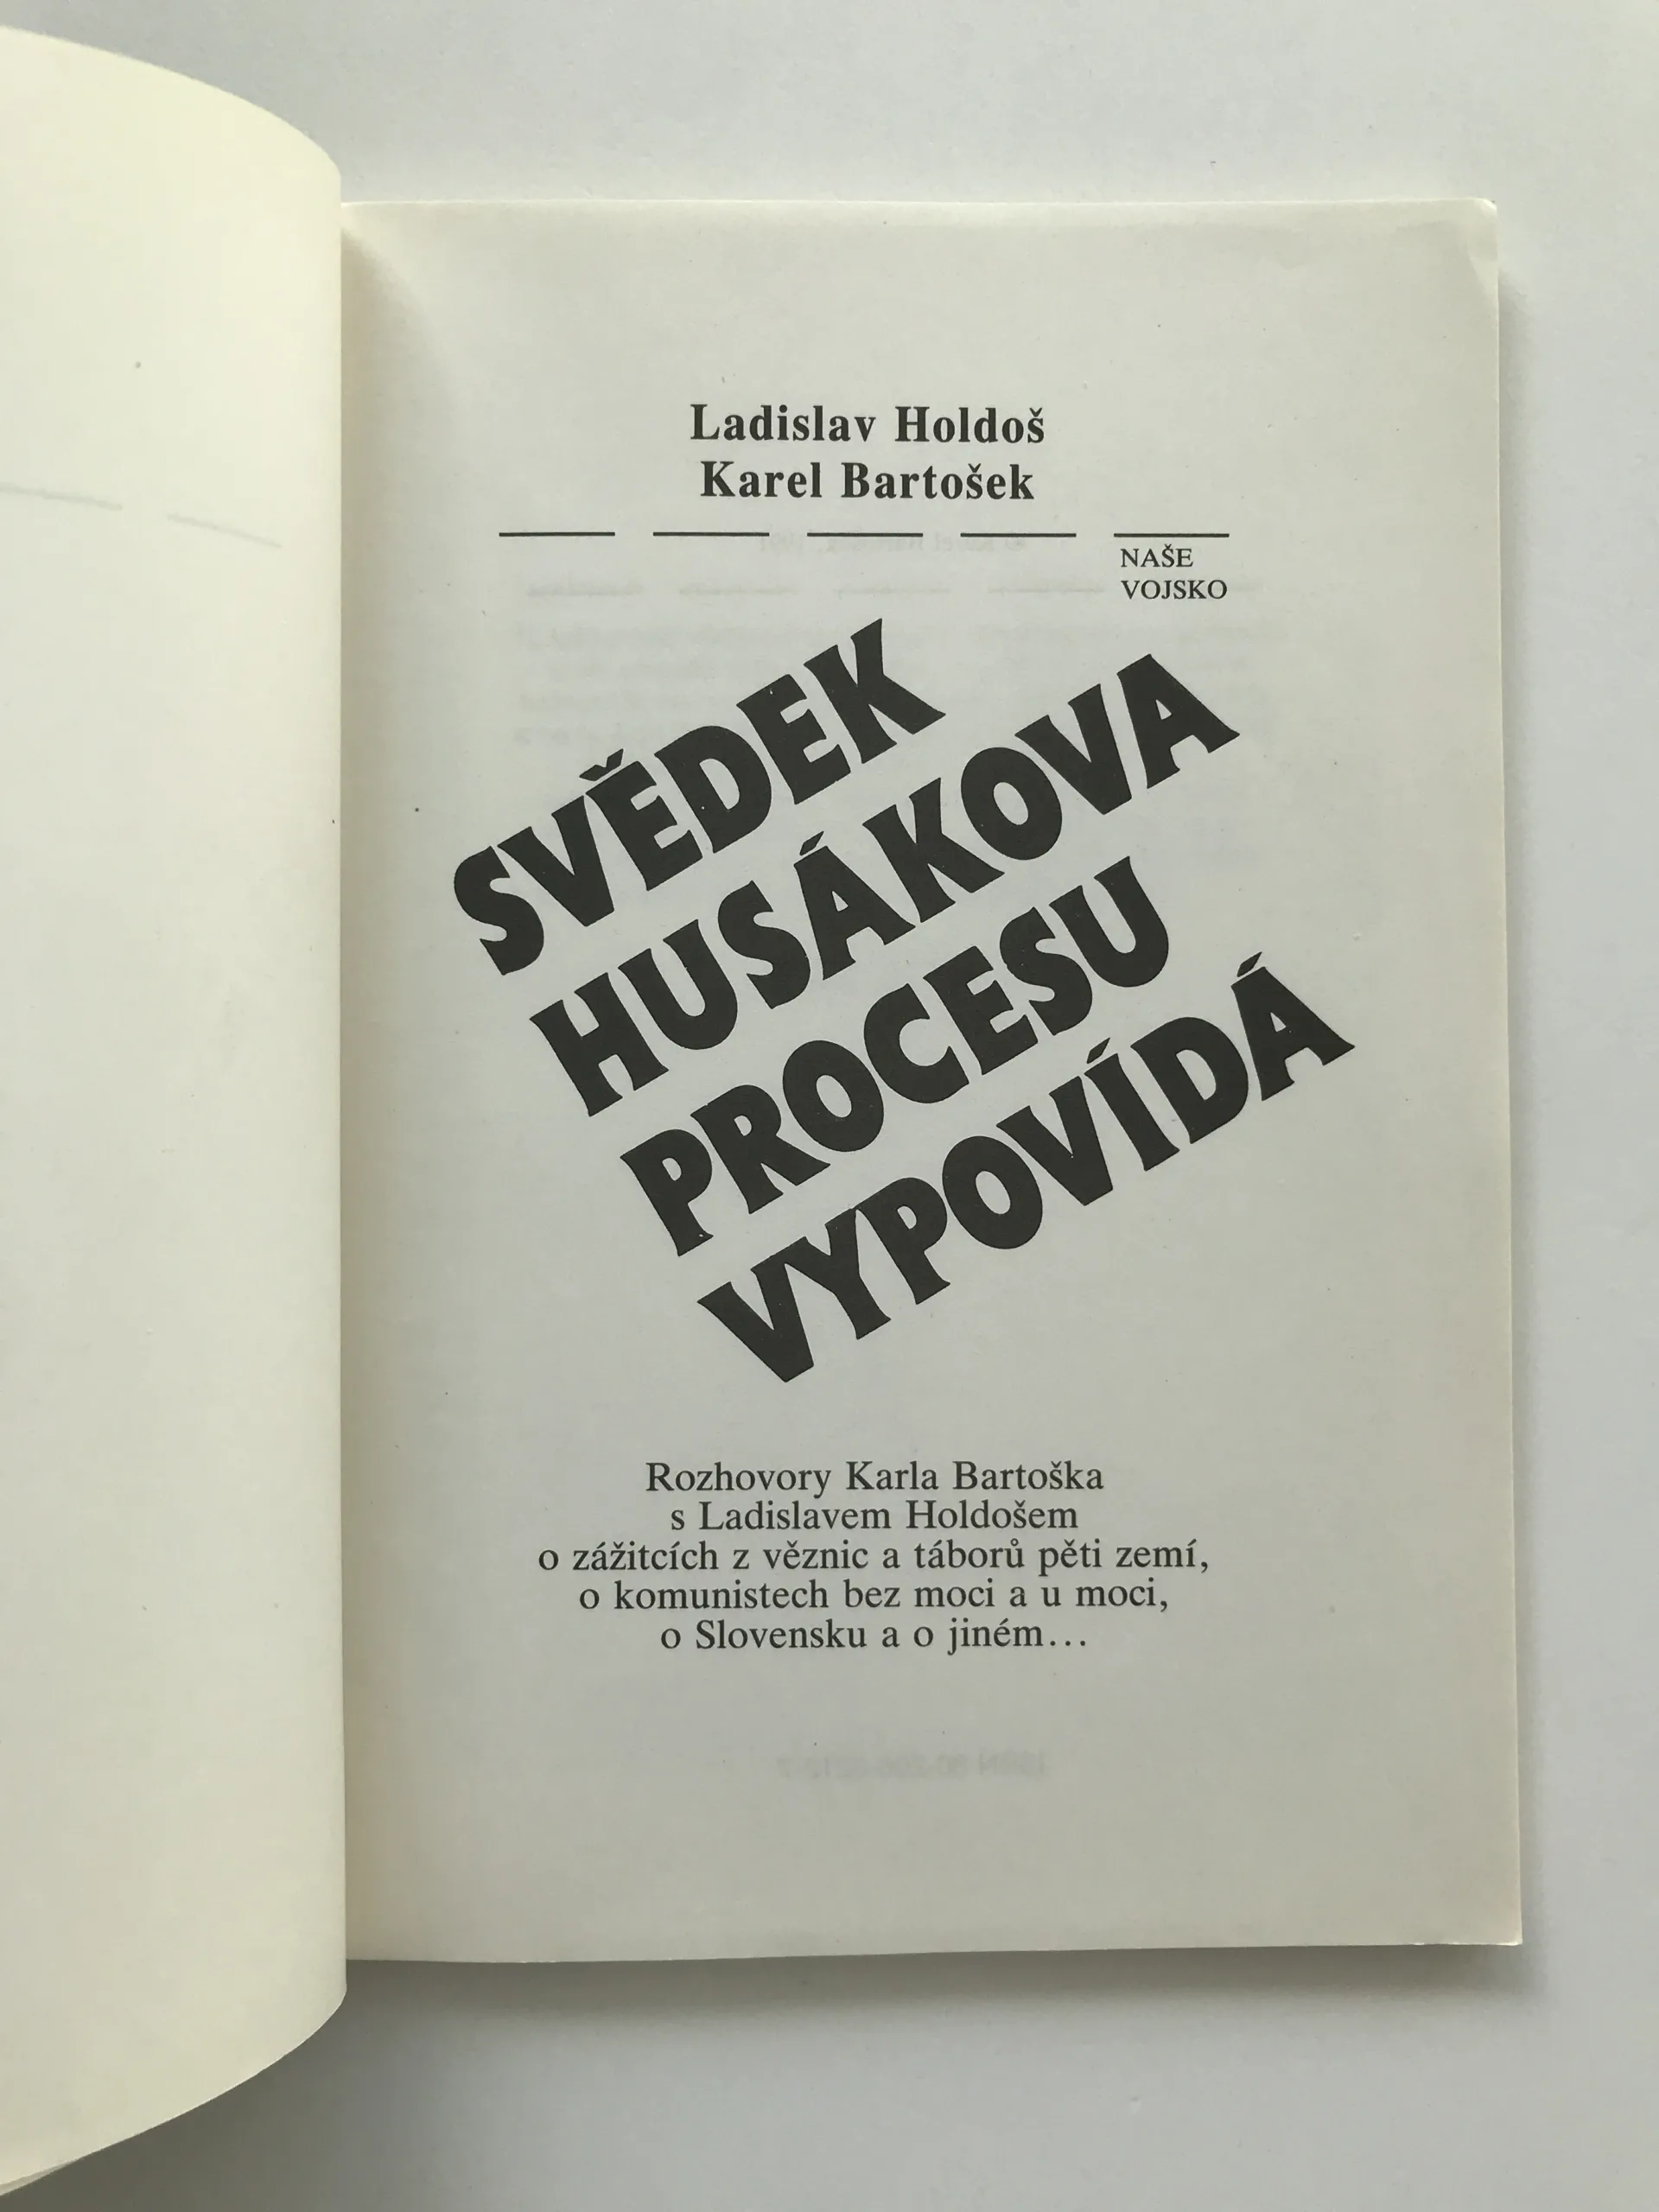 Ladislav Holdoš
Karel Bartošek
NAŠE
VOJSKO
SVĚDEK
HUSÁKOVA
PROCESU
VYPOVÍDÁ
Rozhovory Karla Bartoška
s Ladislavem Holdošem
o zážitcích z věznic a táborů pěti zemí,
o komunistech bez moci a u moci,
o Slovensku a o jiném...